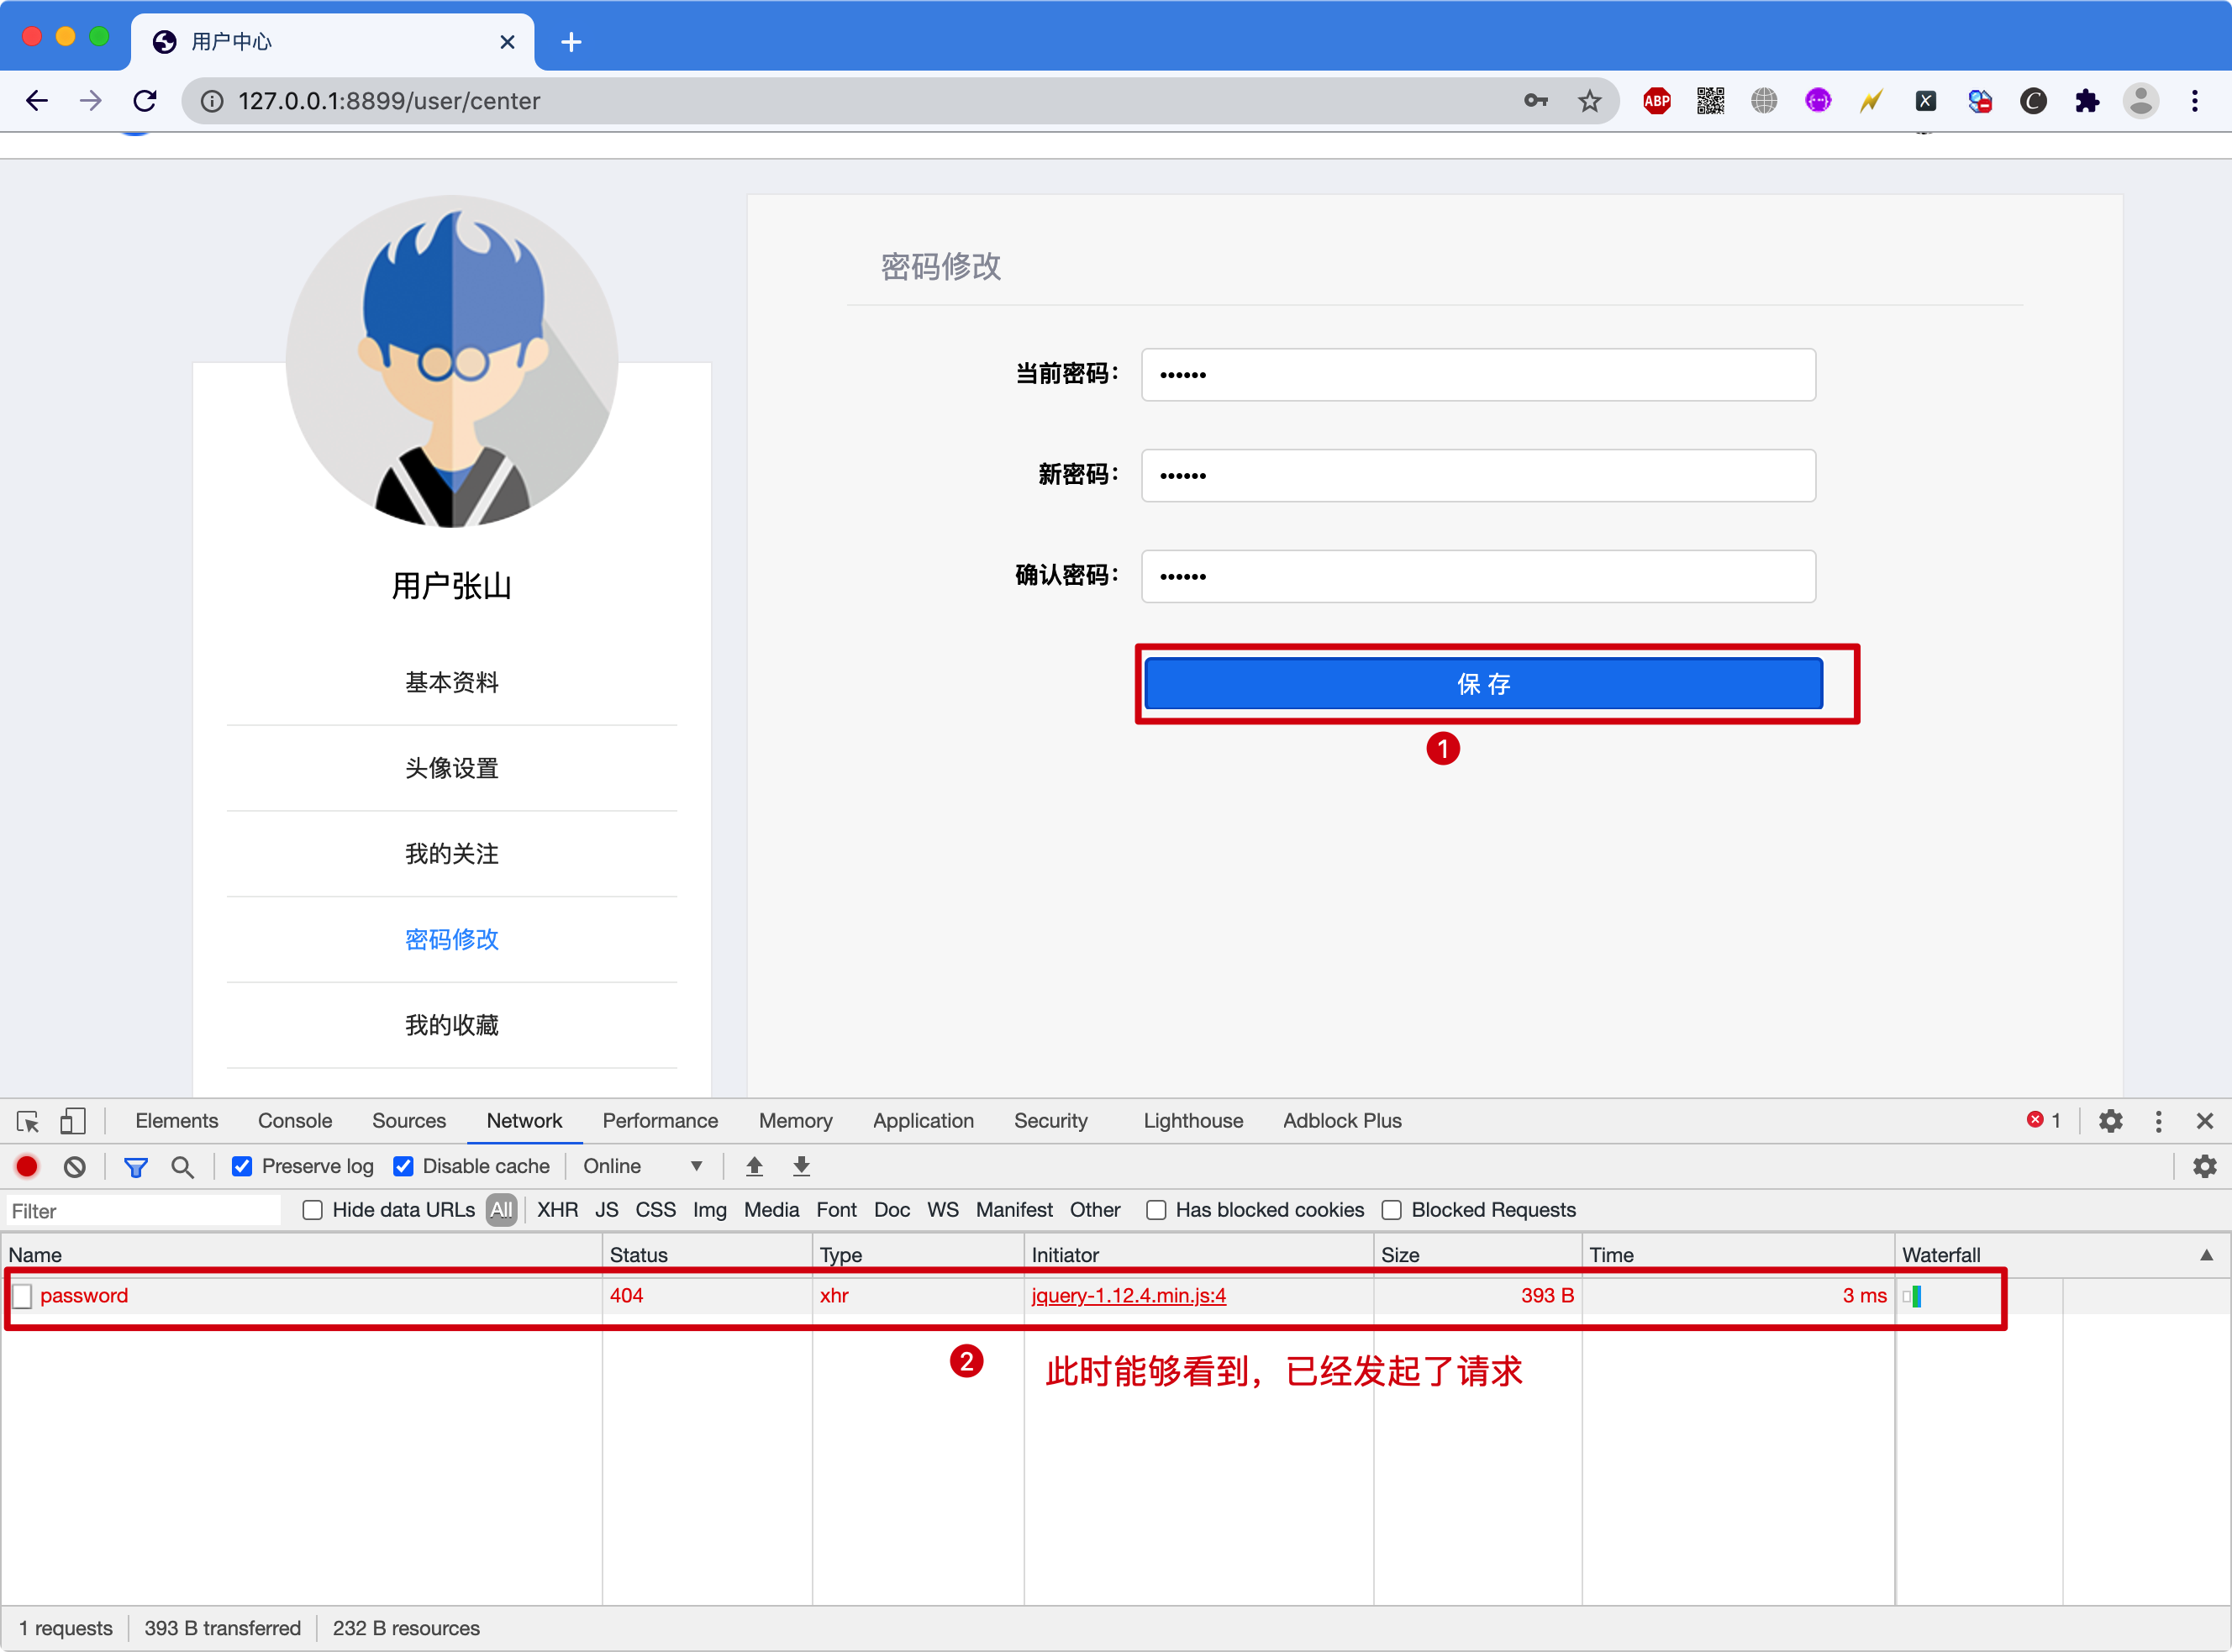 用户中心
127.0.0.1:8899/user/center
ABP
密码修改
当前密码：
••••••
新密码：
••••••
确认密码：
••••••
保 存
1
用户张山
基本资料
头像设置
我的关注
密码修改
我的收藏
Elements Console Sources Network Performance Memory Application Security Lighthouse Adblock Plus 1
Preserve log Disable cache Online
Filter Hide data URLs All XHR JS CSS Img Media Font Doc WS Manifest Other Has blocked cookies Blocked Requests
Name Status Type Initiator Size Time Waterfall
password 404 xhr jquery-1.12.4.min.js:4 393 B 3 ms
2 此时能够看到，已经发起了请求
1 requests 393 B transferred 232 B resources